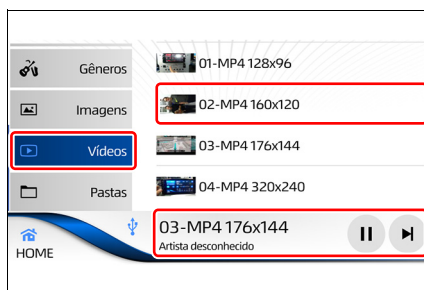 Gêneros
Imagens
Vídeos
Pastas
01-MP4 128x96
02-MP4 160x120
03-MP4 176x144
04-MP4 320x240
HOME
03-MP4 176x144
Artista desconhecido